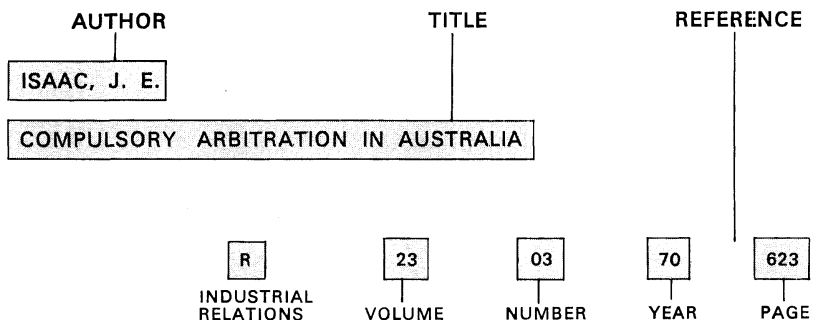 AUTHOR TITLE REFERENCE
ISAAC, J. E.
COMPULSORY ARBITRATION IN AUSTRALIA
R 23 03 70 623
INDUSTRIAL
RELATIONS VOLUME NUMBER YEAR PAGE